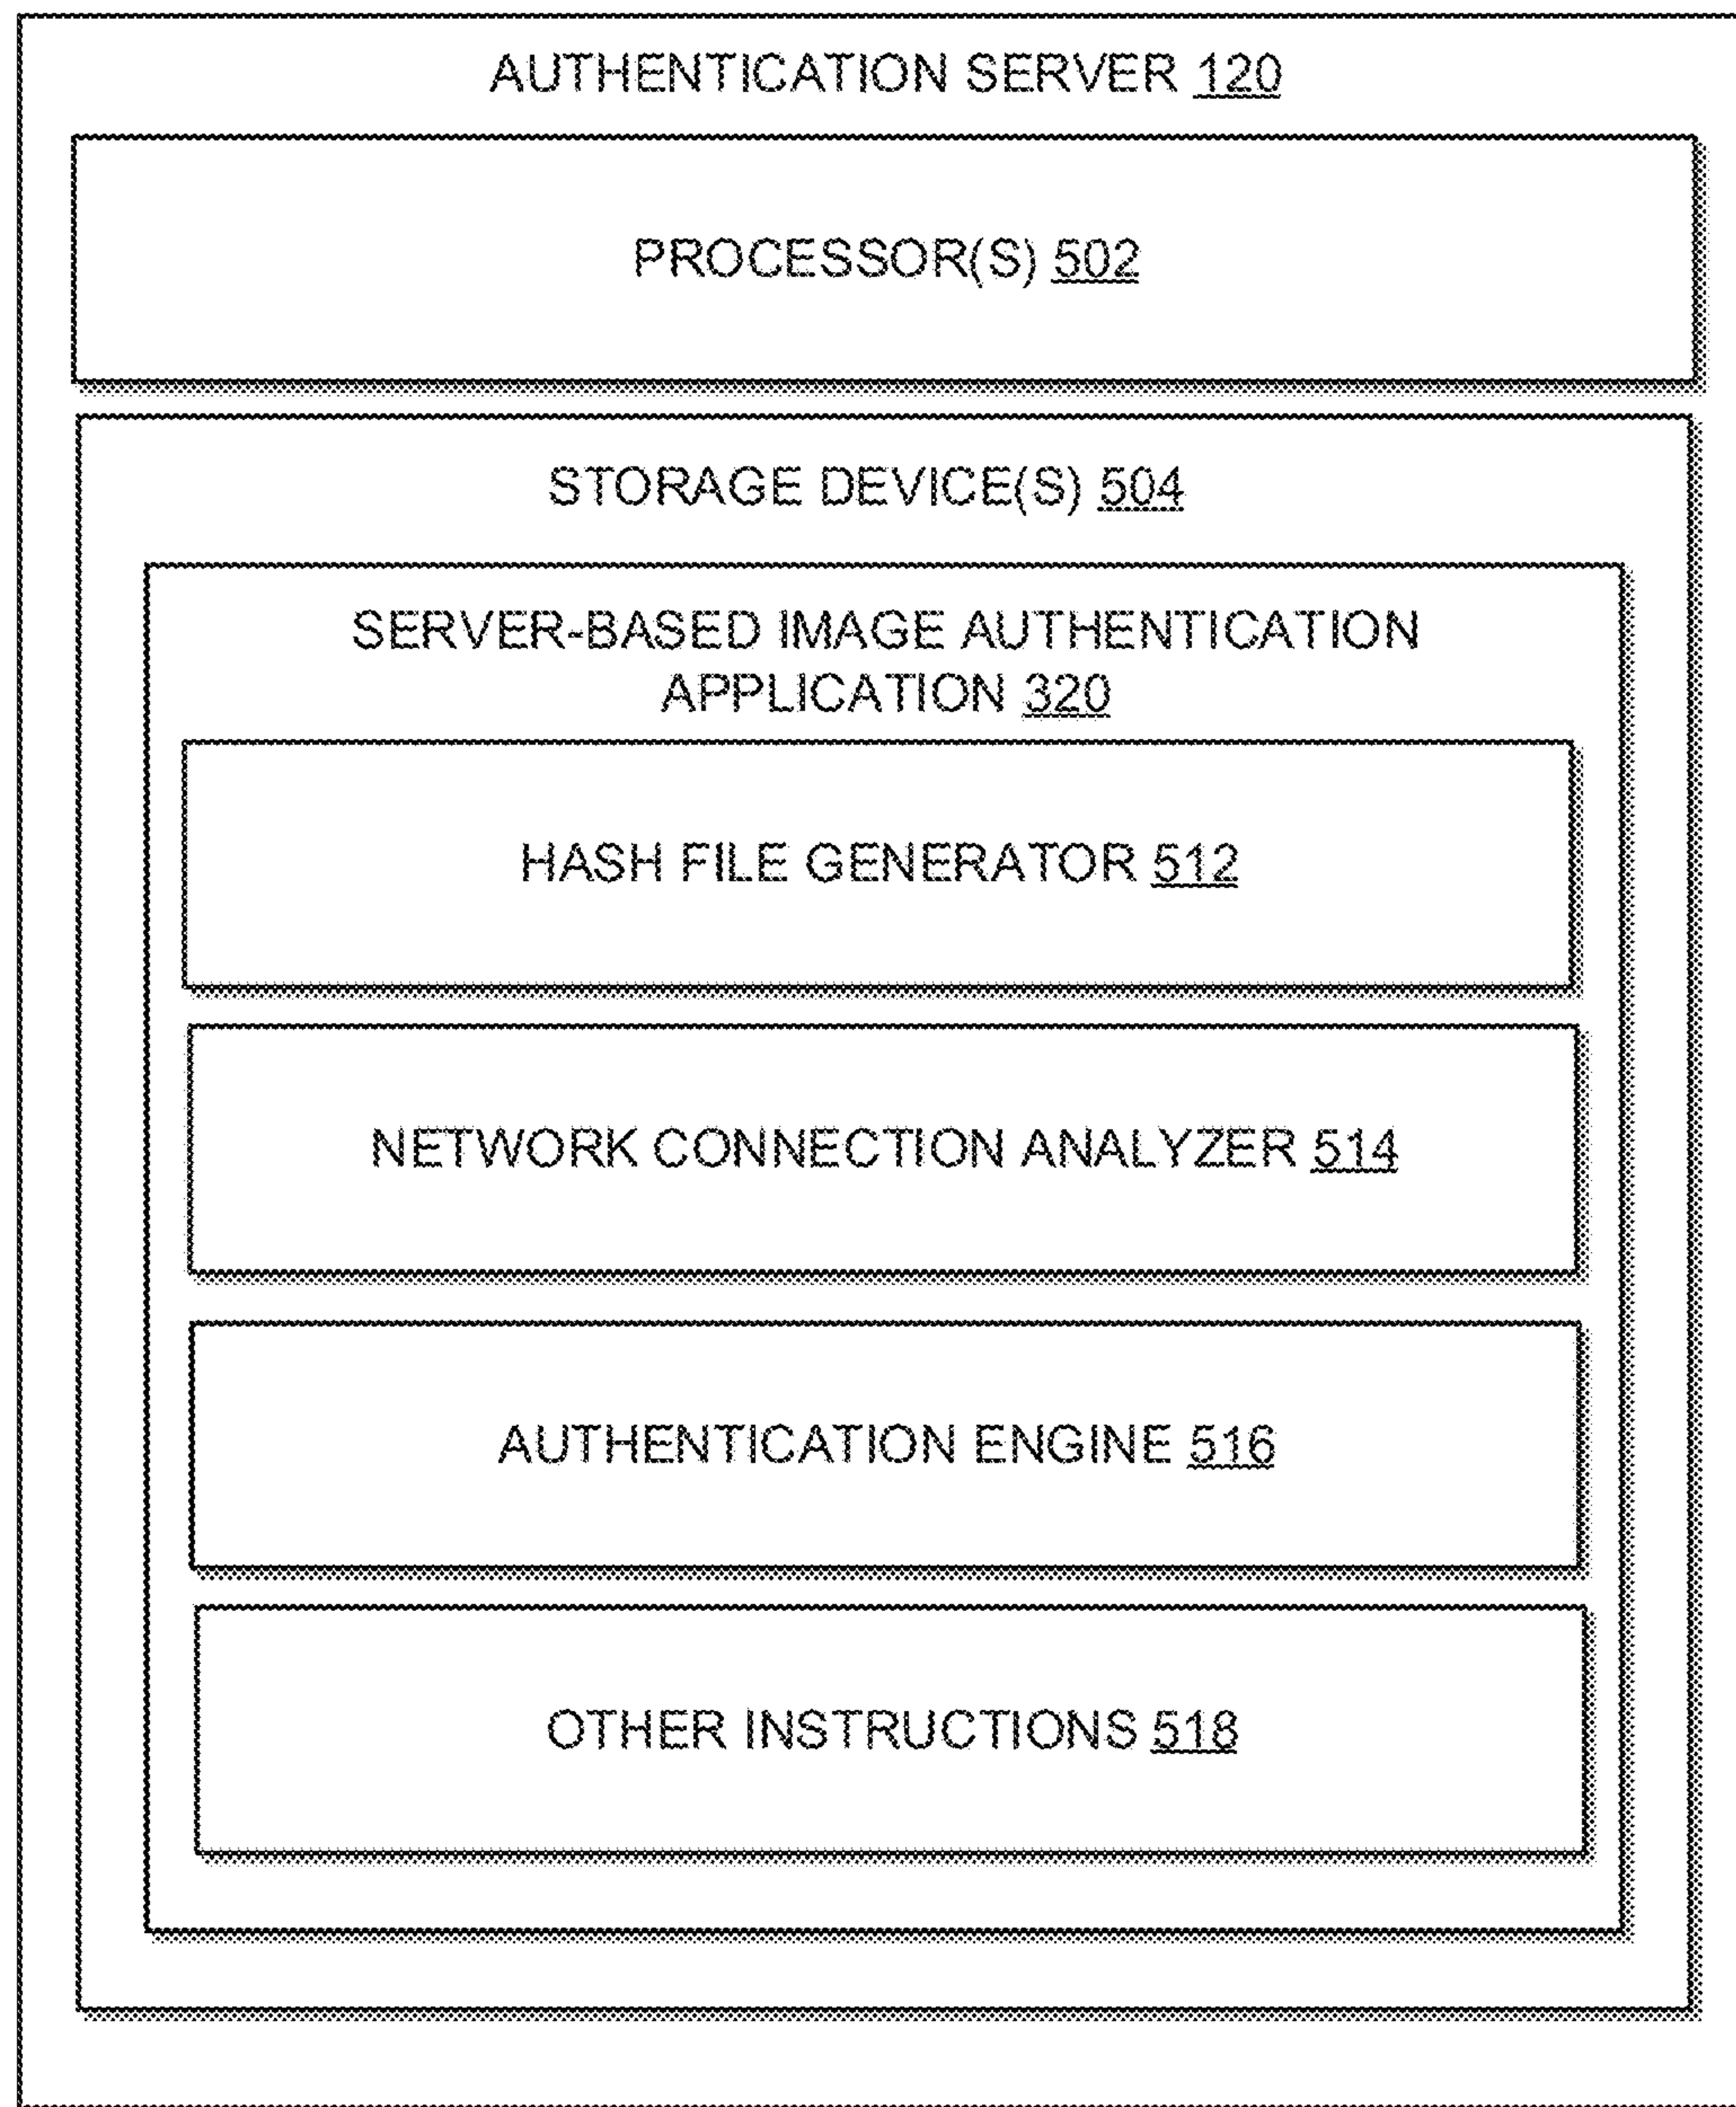 AUTHENTICATION SERVER 120
PROCESSOR(S) 502
STORAGE DEVICE(S) 504
SERVER-BASED IMAGE AUTHENTICATION
APPLICATION 320
HASH FILE GENERATOR 512
NETWORK CONNECTION ANALYZER 514
AUTHENTICATION ENGINE 516
OTHER INSTRUCTIONS 518